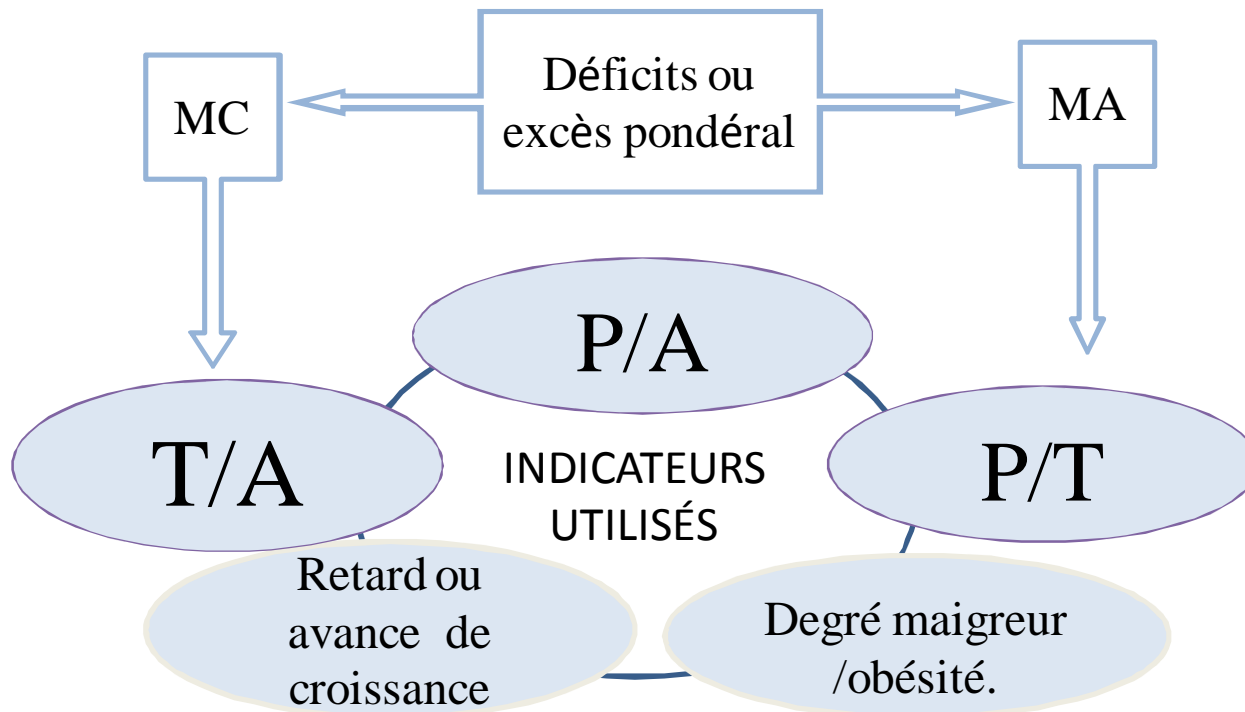 Déficits ou
excès pondéral
MC
MA
P/A
T/A
P/T
INDICATEURS
UTILISÉS
Retard ou
avance de
croissance
Degré maigreur
/obésité.